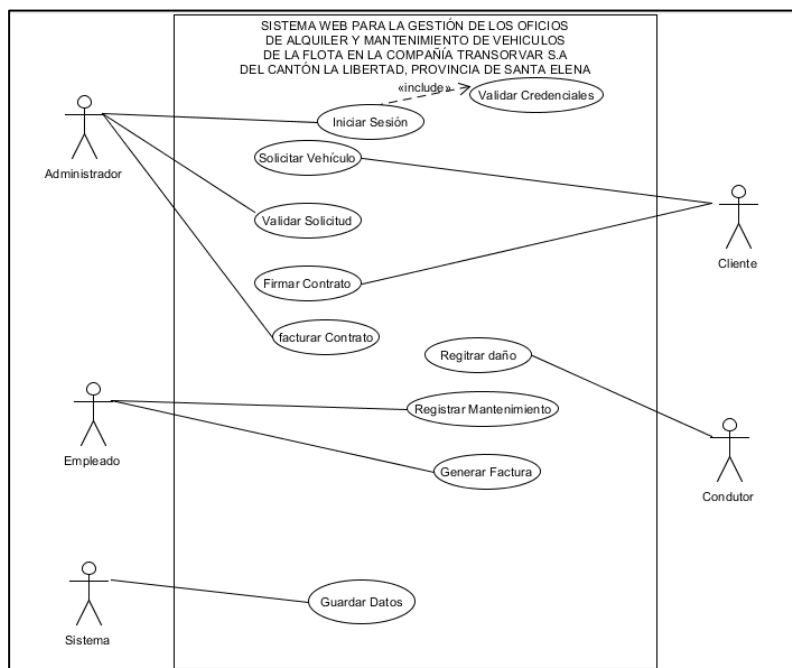 SISTEMA WEB PARA LA GESTIÓN DE LOS OFICIOS
DE ALQUILER Y MANTENIMIENTO DE VEHICULOS
DE LA FLOTA EN LA COMPAÑÍA TRANSORVAR S.A
DEL CANTÓN LA LIBERTAD, PROVINCIA DE SANTA ELENA
«include»
Validar Credenciales
Iniciar Sesión
Solicitar Vehículo
Administrador
Validar Solicitud
Cliente
Firmar Contrato
facturar Contrato
Regitrar daño
Registrar Mantenimiento
Empleado
Generar Factura
Condutor
Guardar Datos
Sistema